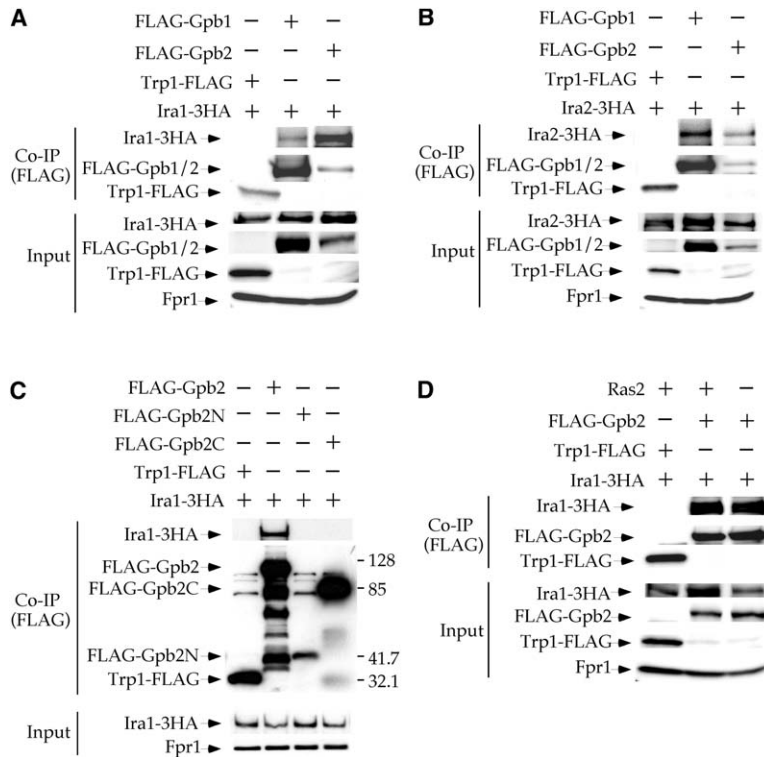 A
FLAG-Gpb1 − + −
FLAG-Gpb2 − − +
Trp1-FLAG + − −
Ira1-3HA + + +
Co-IP (FLAG)
Ira1-3HA
FLAG-Gpb1/2
Trp1-FLAG
Input
Ira1-3HA
FLAG-Gpb1/2
Trp1-FLAG
Fpr1
B
FLAG-Gpb1 − + −
FLAG-Gpb2 − − +
Trp1-FLAG + − −
Ira2-3HA + + +
Co-IP (FLAG)
Ira2-3HA
FLAG-Gpb1/2
Trp1-FLAG
Input
Ira2-3HA
FLAG-Gpb1/2
Trp1-FLAG
Fpr1
C
FLAG-Gpb2 − + − −
FLAG-Gpb2N − − + −
FLAG-Gpb2C − − − +
Trp1-FLAG + − − −
Ira1-3HA + + + +
Co-IP (FLAG)
Ira1-3HA
FLAG-Gpb2 128
FLAG-Gpb2C 85
FLAG-Gpb2N 41.7
Trp1-FLAG 32.1
Input
Ira1-3HA
Fpr1
D
Ras2 + + −
FLAG-Gpb2 − + +
Trp1-FLAG + − −
Ira1-3HA + + +
Co-IP (FLAG)
Ira1-3HA
FLAG-Gpb2
Trp1-FLAG
Input
Ira1-3HA
FLAG-Gpb2
Trp1-FLAG
Fpr1